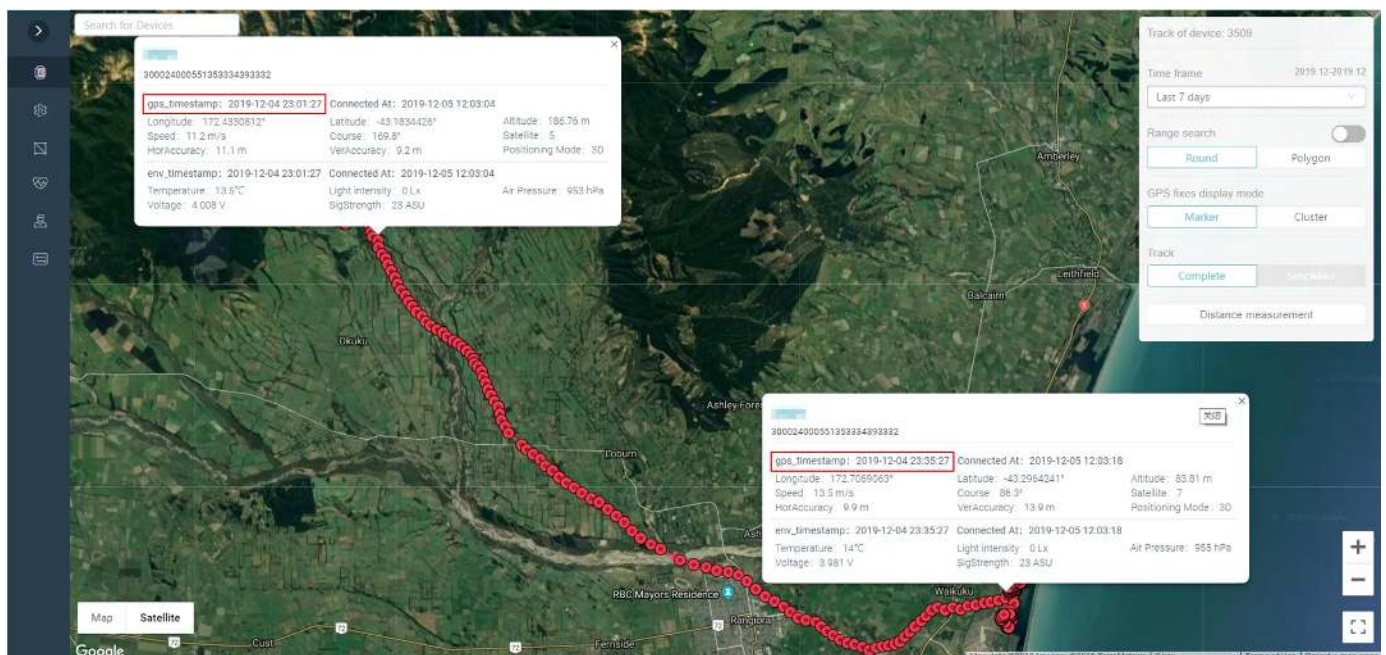 Search for Devices
300024000551353334393332
gps_timestamp: 2019-12-04 23:01:27 Connected At: 2019-12-05 12:03:04
Longitude: 172.4330812° Latitude: -43.1834426° Altitude: 186.76 m
Speed: 11.2 m/s Course: 169.8° Satellite: 5
HorAccuracy: 11.1 m VerAccuracy: 9.2 m Positioning Mode: 3D
env_timestamp: 2019-12-04 23:01:27 Connected At: 2019-12-05 12:03:04
Temperature: 13.5°C Light intensity: 0 Lx Air Pressure: 953 hPa
Voltage: 4.008 V SigStrength: 23 ASU
Track of device: 3509
Time frame 2019.12-2019.12
Last 7 days
Range search
Round Polygon
GPS fixes display mode
Marker Cluster
Track
Complete
Distance measurement
Amberley
Leithfield
Balcairn
1
Okuku
Loburn
Ashley Fore
300024000551353334393332
关闭
gps_timestamp: 2019-12-04 23:35:27 Connected At: 2019-12-05 12:03:18
Longitude: 172.7069063° Latitude: -43.2964241° Altitude: 83.81 m
Speed: 13.5 m/s Course: 86.3° Satellite: 7
HorAccuracy: 9.9 m VerAccuracy: 13.9 m Positioning Mode: 3D
env_timestamp: 2019-12-04 23:35:27 Connected At: 2019-12-05 12:03:18
Temperature: 14°C Light intensity: 0 Lx Air Pressure: 955 hPa
Voltage: 3.981 V SigStrength: 23 ASU
Ash
RBC Mayors Residence
Waikuku
Rangiora
Map Satellite
72
Cust
72
Fernside
72
Google